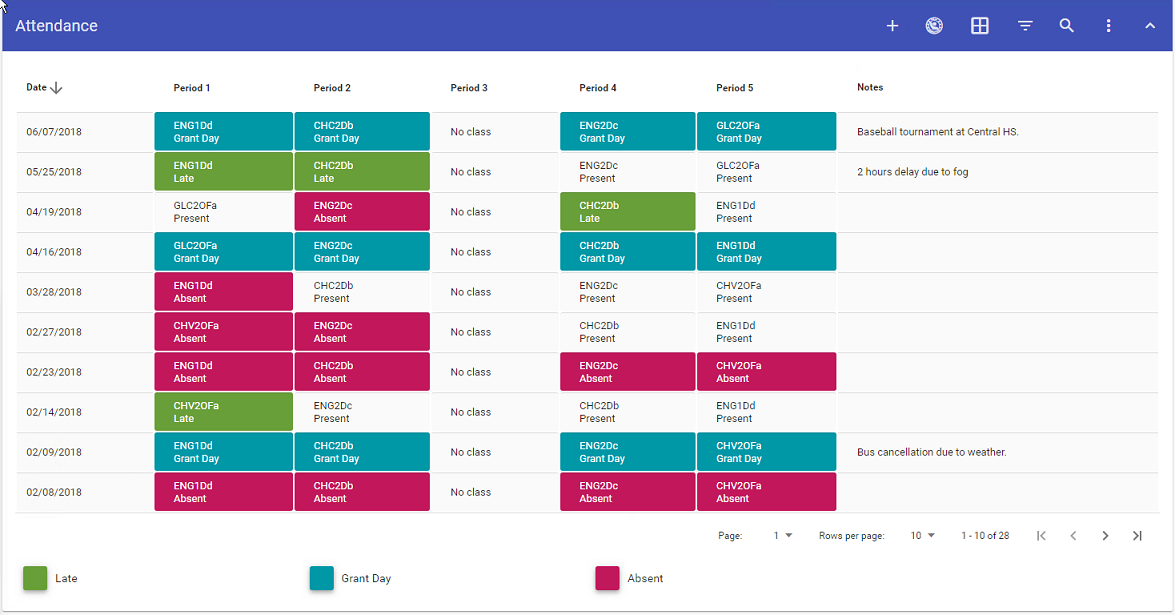 Attendance
Date Period 1 Period 2 Period 3 Period 4 Period 5 Notes
06/07/2018 ENG1Dd Grant Day CHC2Db Grant Day No class ENG2Dc Grant Day GLC2OFa Grant Day Baseball tournament at Central HS.
05/25/2018 ENG1Dd Late CHC2Db Late No class ENG2Dc Present GLC2OFa Present 2 hours delay due to fog
04/19/2018 GLC2OFa Present ENG2Dc Absent No class CHC2Db Late ENG1Dd Present
04/16/2018 GLC2OFa Grant Day ENG2Dc Grant Day No class CHC2Db Grant Day ENG1Dd Grant Day
03/28/2018 ENG1Dd Absent CHC2Db Present No class ENG2Dc Present CHV2OFa Present
02/27/2018 CHV2OFa Absent ENG2Dc Absent No class CHC2Db Present ENG1Dd Present
02/23/2018 ENG1Dd Absent CHC2Db Absent No class ENG2Dc Absent CHV2OFa Absent
02/14/2018 CHV2OFa Late ENG2Dc Present No class CHC2Db Present ENG1Dd Present
02/09/2018 ENG1Dd Grant Day CHC2Db Grant Day No class ENG2Dc Grant Day CHV2OFa Grant Day Bus cancellation due to weather.
02/08/2018 ENG1Dd Absent CHC2Db Absent No class ENG2Dc Absent CHV2OFa Absent
Page: 1 Rows per page: 10 1 - 10 of 28
Late Grant Day Absent